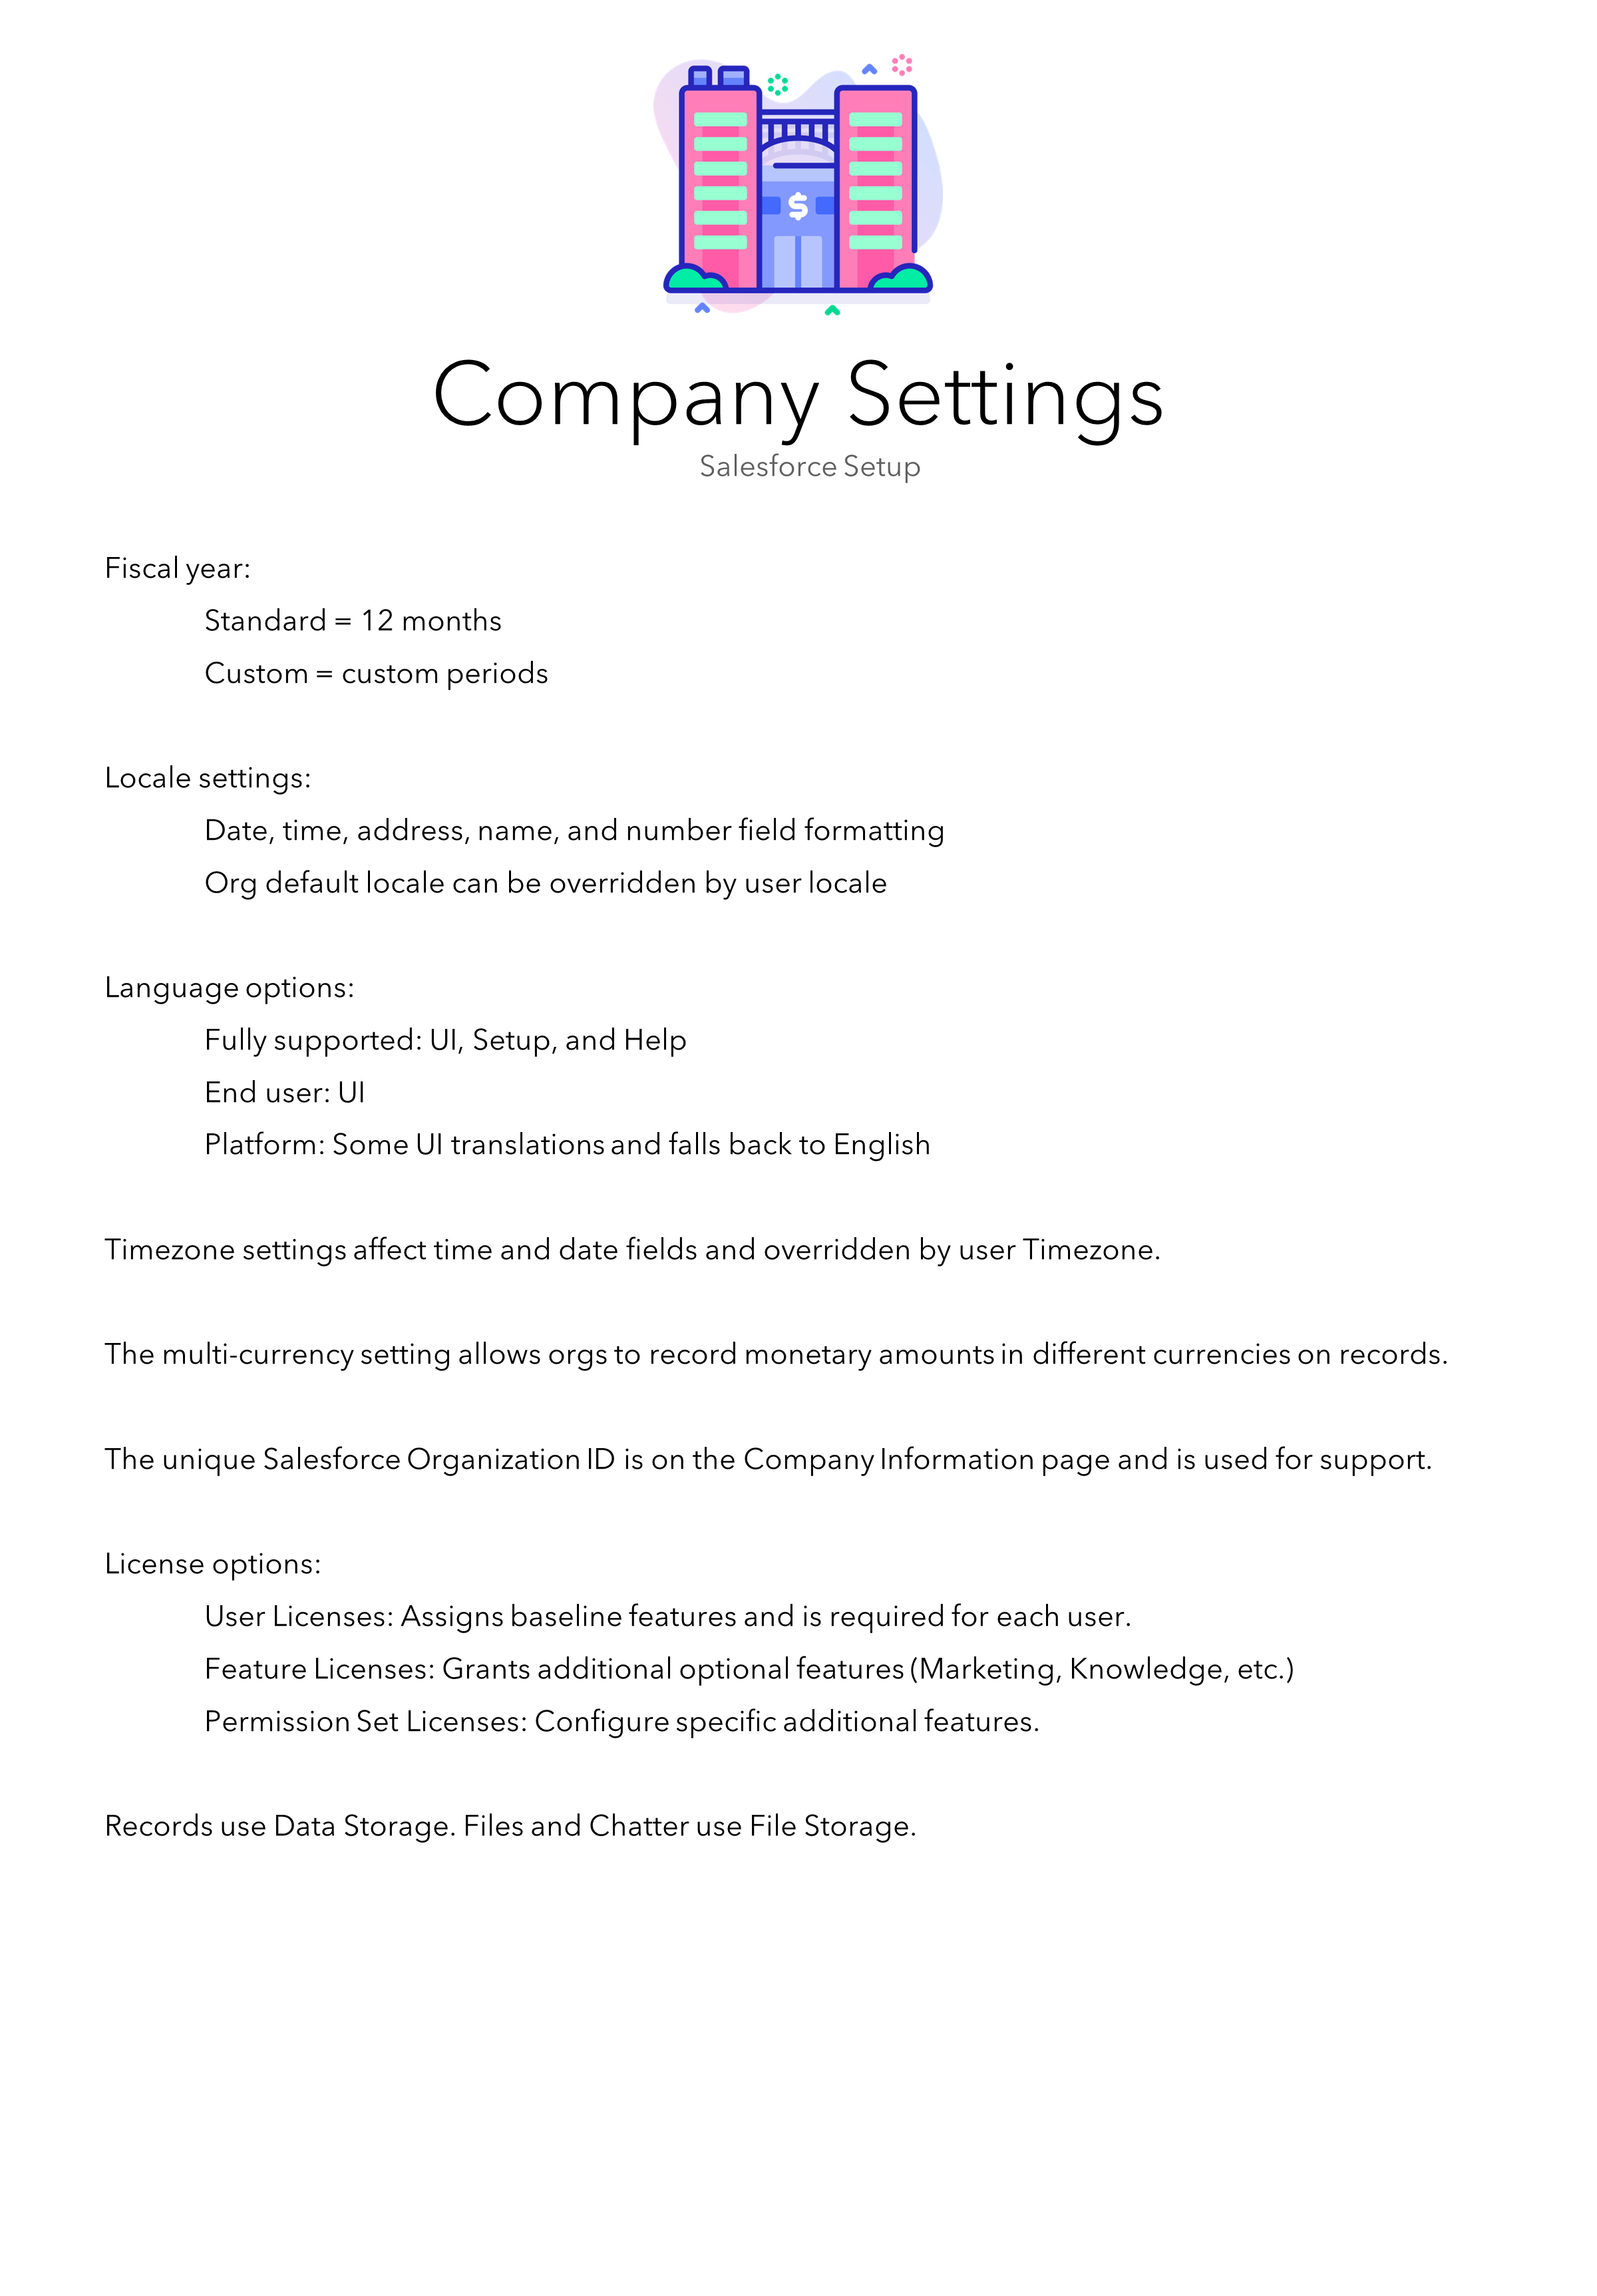 $
Company Settings
Salesforce Setup
Fiscal year:
Standard = 12 months
Custom = custom periods
Locale settings:
Date, time, address, name, and number field formatting
Org default locale can be overridden by user locale
Language options:
Fully supported: UI, Setup, and Help
End user: UI
Platform: Some UI translations and falls back to English
Timezone settings affect time and date fields and overridden by user Timezone.
The multi-currency setting allows orgs to record monetary amounts in different currencies on records.
The unique Salesforce Organization ID is on the Company Information page and is used for support.
License options:
User Licenses: Assigns baseline features and is required for each user.
Feature Licenses: Grants additional optional features (Marketing, Knowledge, etc.)
Permission Set Licenses: Configure specific additional features.
Records use Data Storage. Files and Chatter use File Storage.